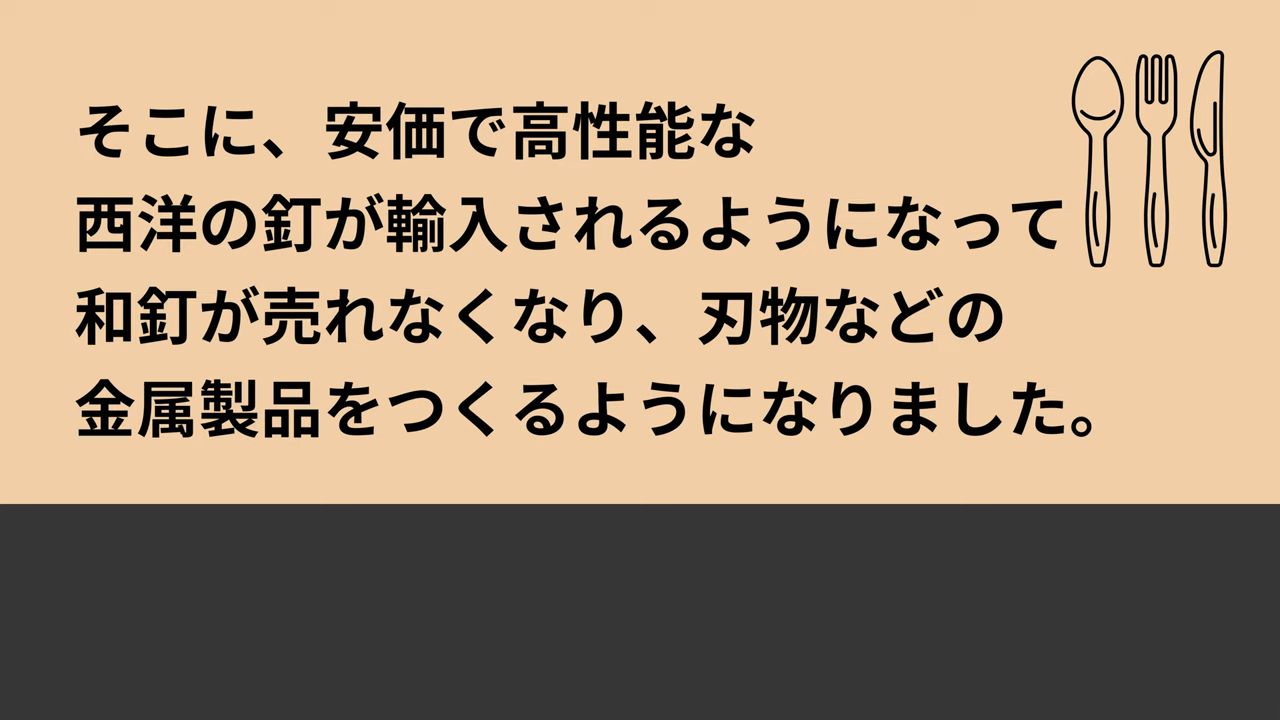 そこに、安価で高性能な
西洋の釘が輸入されるようになって
和釘が売れなくなり、刃物などの
金属製品をつくるようになりました。